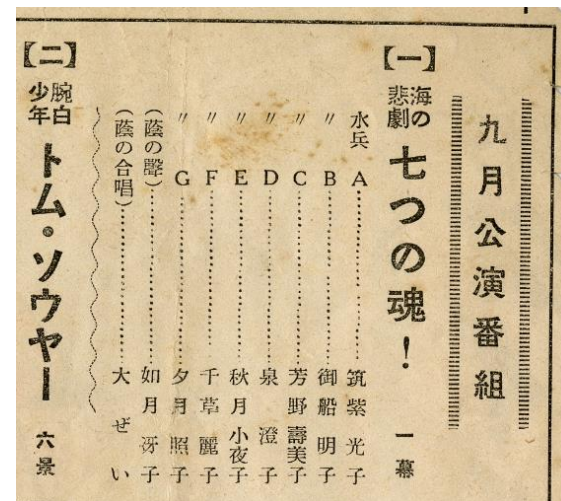 九月公演番組
【一】海の悲劇 七つの魂! 一幕
水兵 A…………筑紫光子
〃 B…………御船明子
〃 C…………芳野壽美子
〃 D…………泉澄子
〃 E…………秋月小夜子
〃 F…………千草麗子
〃 G…………夕月照子
(蔭の聲)…………如月冴子
(蔭の合唱)…………大ぜい
【二】腕白少年 トム・ソウヤー 六景